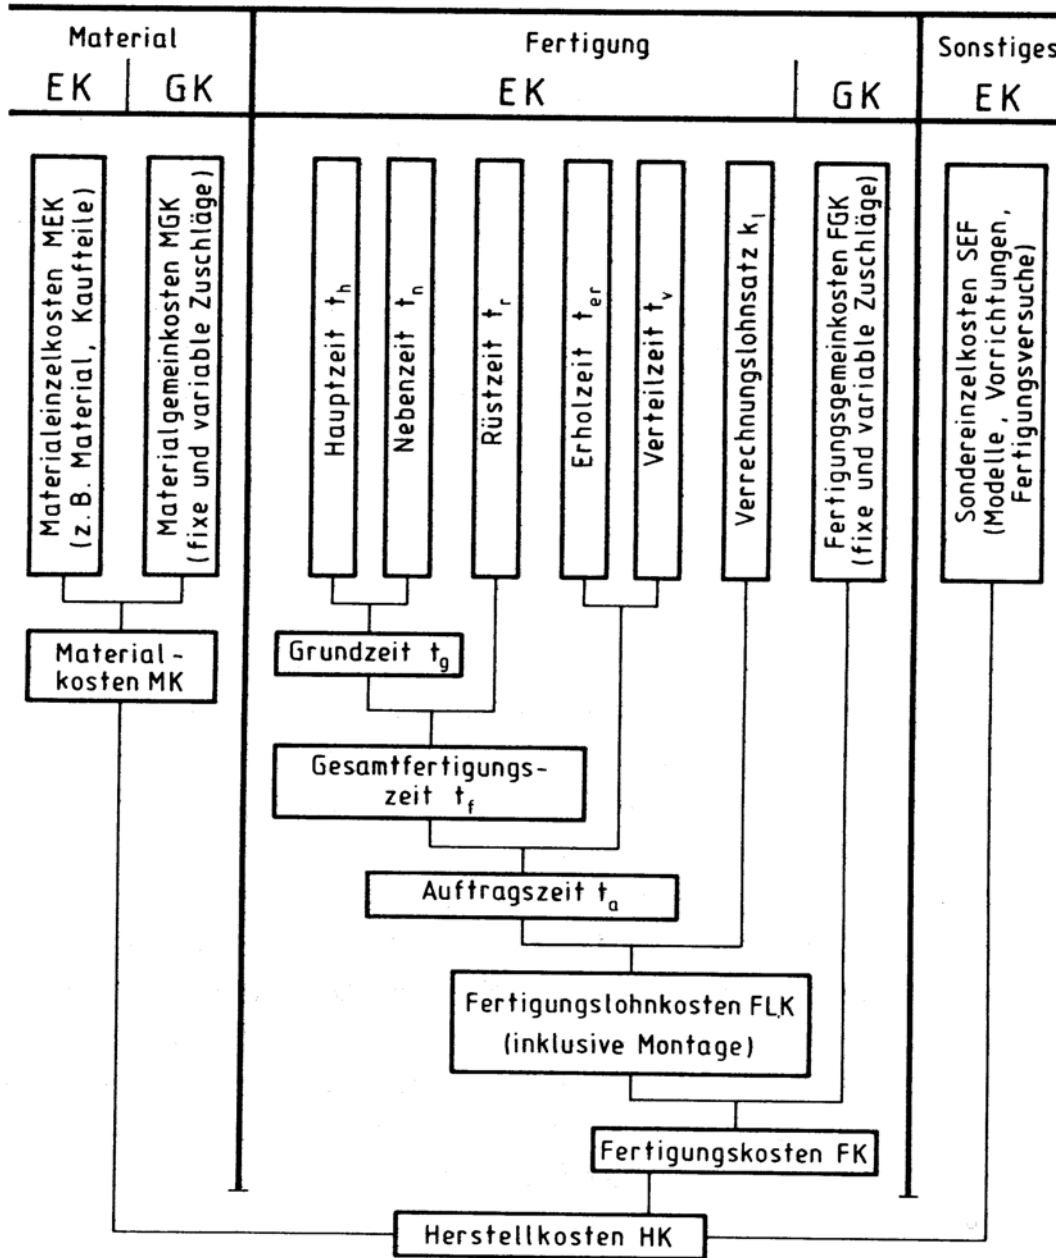 Material
Fertigung
Sonstiges
EK
GK
EK
GK
EK
Materialeinzelkosten MEK
(z. B. Material, Kaufteile)
Materialgemeinkosten MGK
(fixe und variable Zuschläge)
Hauptzeit t_h
Nebenzeit t_n
Rüstzeit t_r
Erholzeit t_er
Verteilzeit t_v
Verrechnungslohnsatz k_l
Fertigungsgemeinkosten FGK
(fixe und variable Zuschläge)
Sondereinzelkosten SEF
(Modelle, Vorrichtungen,
Fertigungsversuche)
Material-
kosten MK
Grundzeit t_g
Gesamtfertigungs-
zeit t_f
Auftragszeit t_a
Fertigungslohnkosten FLK
(inklusive Montage)
Fertigungskosten FK
Herstellkosten HK